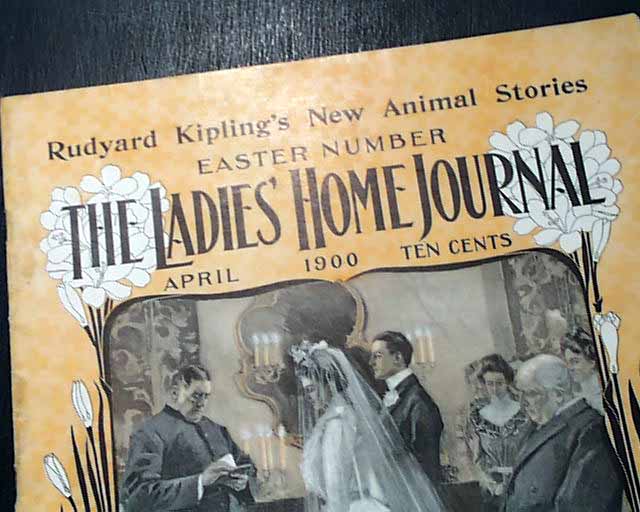 Rudyard Kipling's New Animal Stories
EASTER NUMBER
THE LADIES' HOME JOURNAL
APRIL 1900 TEN CENTS